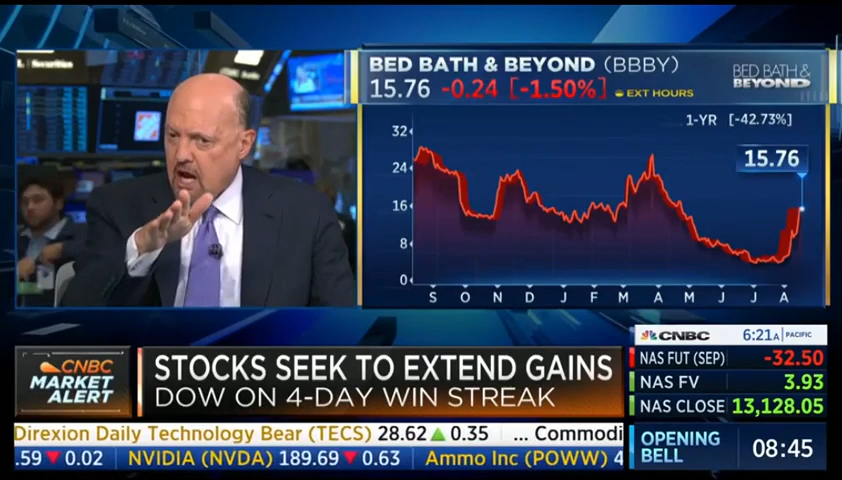 BED BATH & BEYOND (BBBY)
15.76 -0.24 [-1.50%] EXT HOURS
BED BATH &
BEYOND
1-YR [-42.73%]
15.76
32
24
16
8
0
S O N D J F M A M J J A
CNBC
MARKET
ALERT
STOCKS SEEK TO EXTEND GAINS
DOW ON 4-DAY WIN STREAK
CNBC 6:21A PACIFIC
NAS FUT (SEP) -32.50
NAS FV 3.93
NAS CLOSE 13,128.05
Direxion Daily Technology Bear (TECS) 28.62 ▲ 0.35 ... Commodi
.59 ▼ 0.02 NVIDIA (NVDA) 189.69 ▼ 0.63 Ammo Inc (POWW) 4
OPENING
BELL
08:45